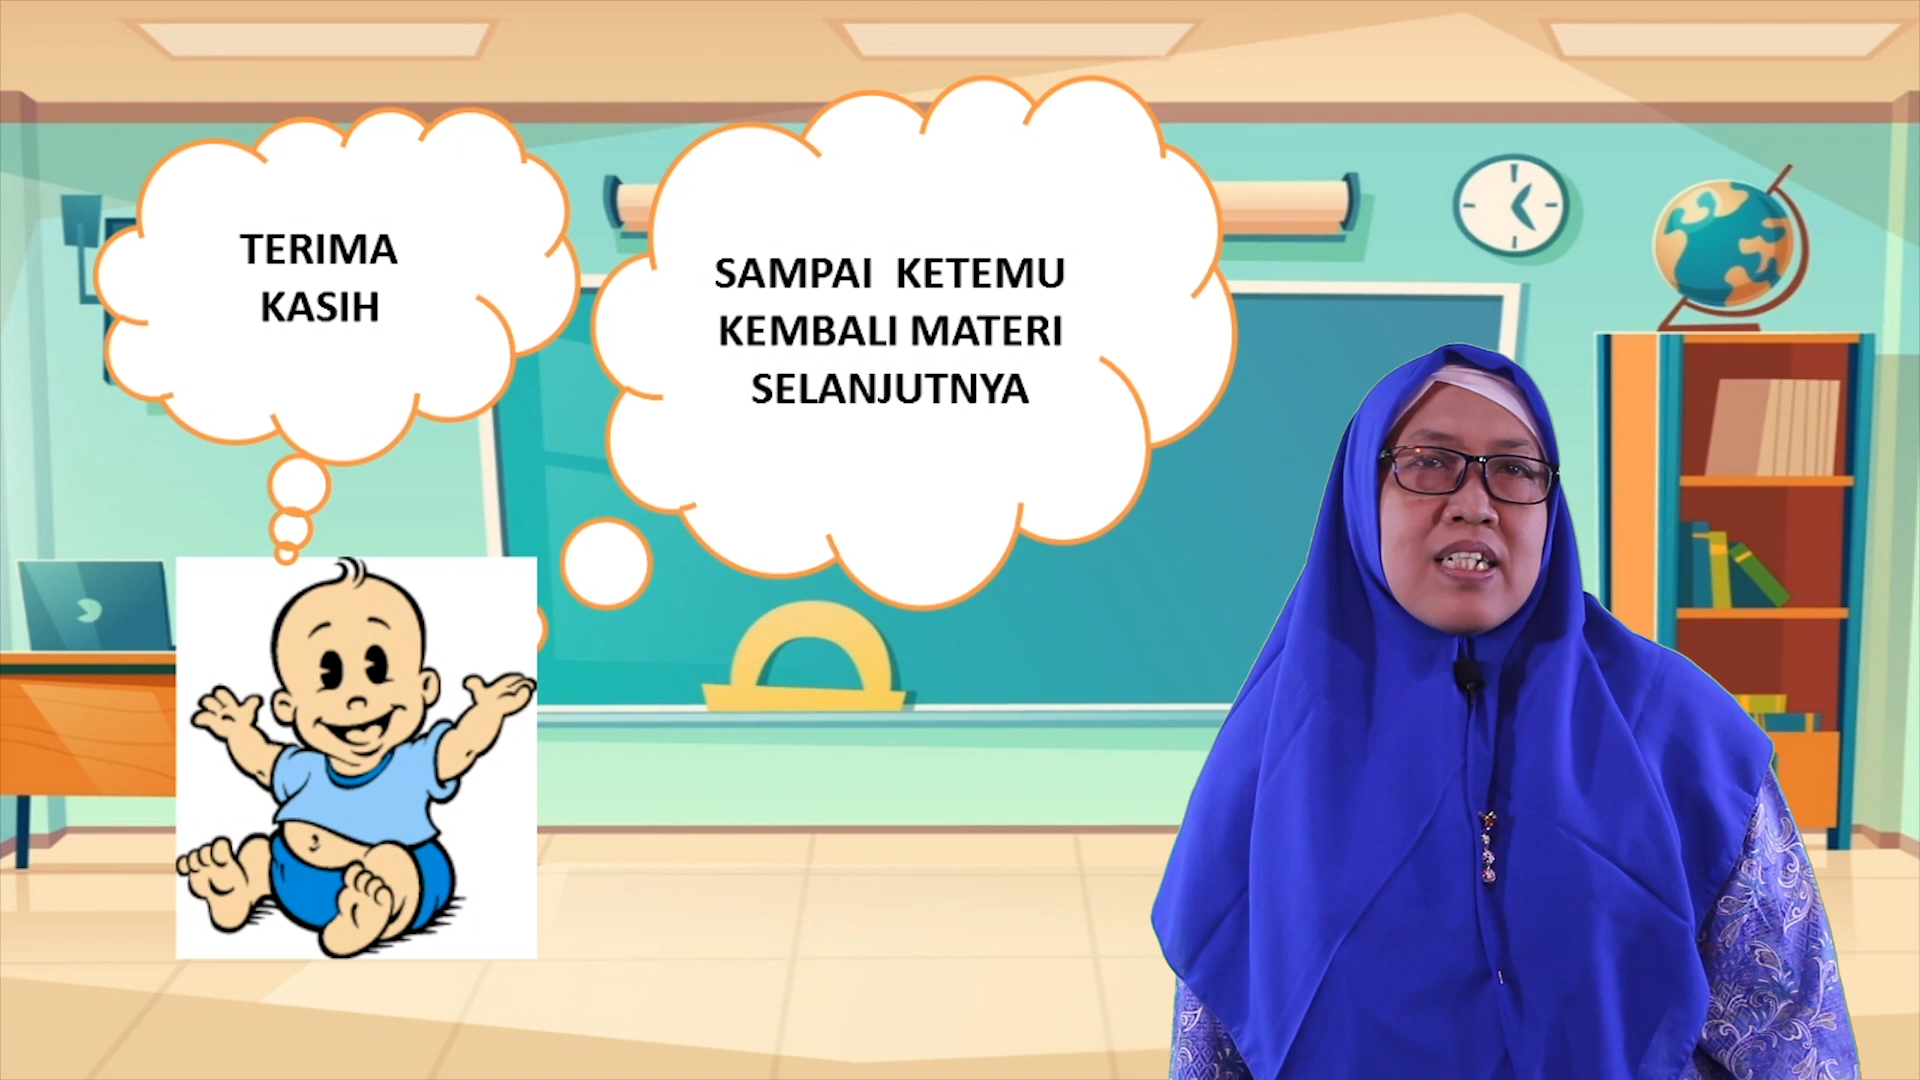 TERIMA
KASIH
SAMPAI KETEMU
KEMBALI MATERI
SELANJUTNYA